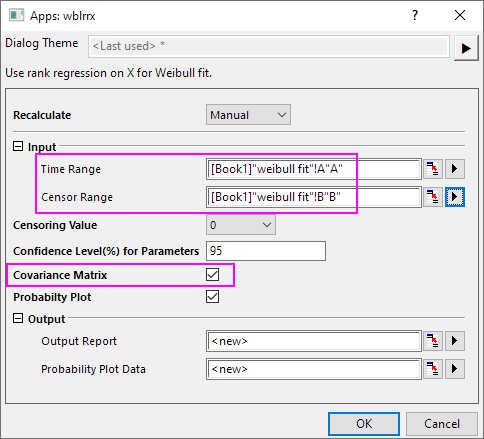 Apps: wblrrx
Dialog Theme <Last used> *
Use rank regression on X for Weibull fit.
Recalculate Manual
Input
Time Range [Book1]"weibull fit"!A"A"
Censor Range [Book1]"weibull fit"!B"B"
Censoring Value 0
Confidence Level(%) for Parameters 95
Covariance Matrix
Probabilty Plot
Output
Output Report <new>
Probability Plot Data <new>
OK Cancel